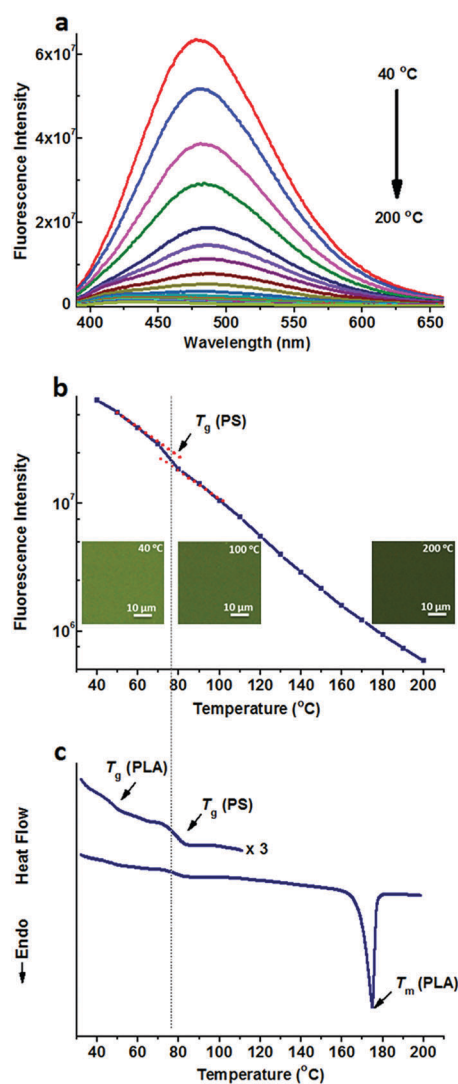 a
6x10⁷
4x10⁷
2x10⁷
0
Fluorescence Intensity
40 °C
200 °C
400 450 500 550 600 650
Wavelength (nm)
b
Tg (PS)
10⁷
10⁶
Fluorescence Intensity
40 °C
10 μm
100 °C
10 μm
200 °C
10 μm
40 60 80 100 120 140 160 180 200
Temperature (°C)
c
Tg (PLA)
Tg (PS)
x 3
Endo Heat Flow
Tm (PLA)
40 60 80 100 120 140 160 180 200
Temperature (°C)